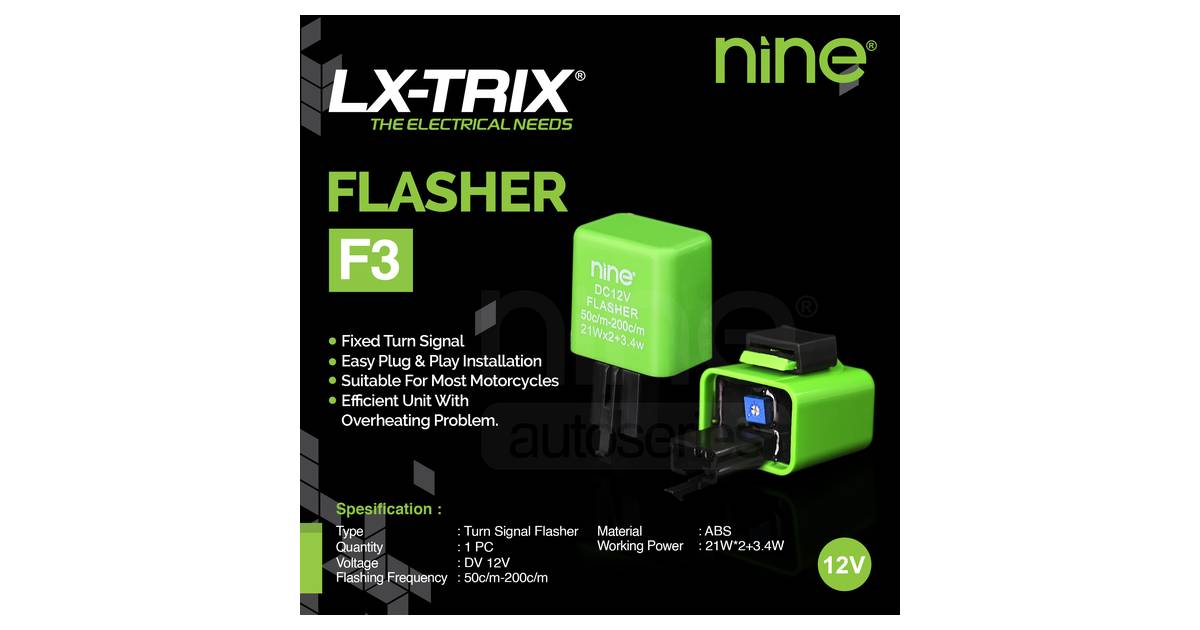 nine®
LX-TRIX®
THE ELECTRICAL NEEDS
FLASHER
F3
nine®
DC12V
FLASHER
50c/m-200c/m
21Wx2+3.4w
Fixed Turn Signal
Easy Plug & Play Installation
Suitable For Most Motorcycles
Efficient Unit With
Overheating Problem.
nine®
autoseries
Spesification :
Type : Turn Signal Flasher
Quantity : 1 PC
Voltage : DV 12V
Flashing Frequency : 50c/m-200c/m
Material : ABS
Working Power : 21W*2+3.4W
12V